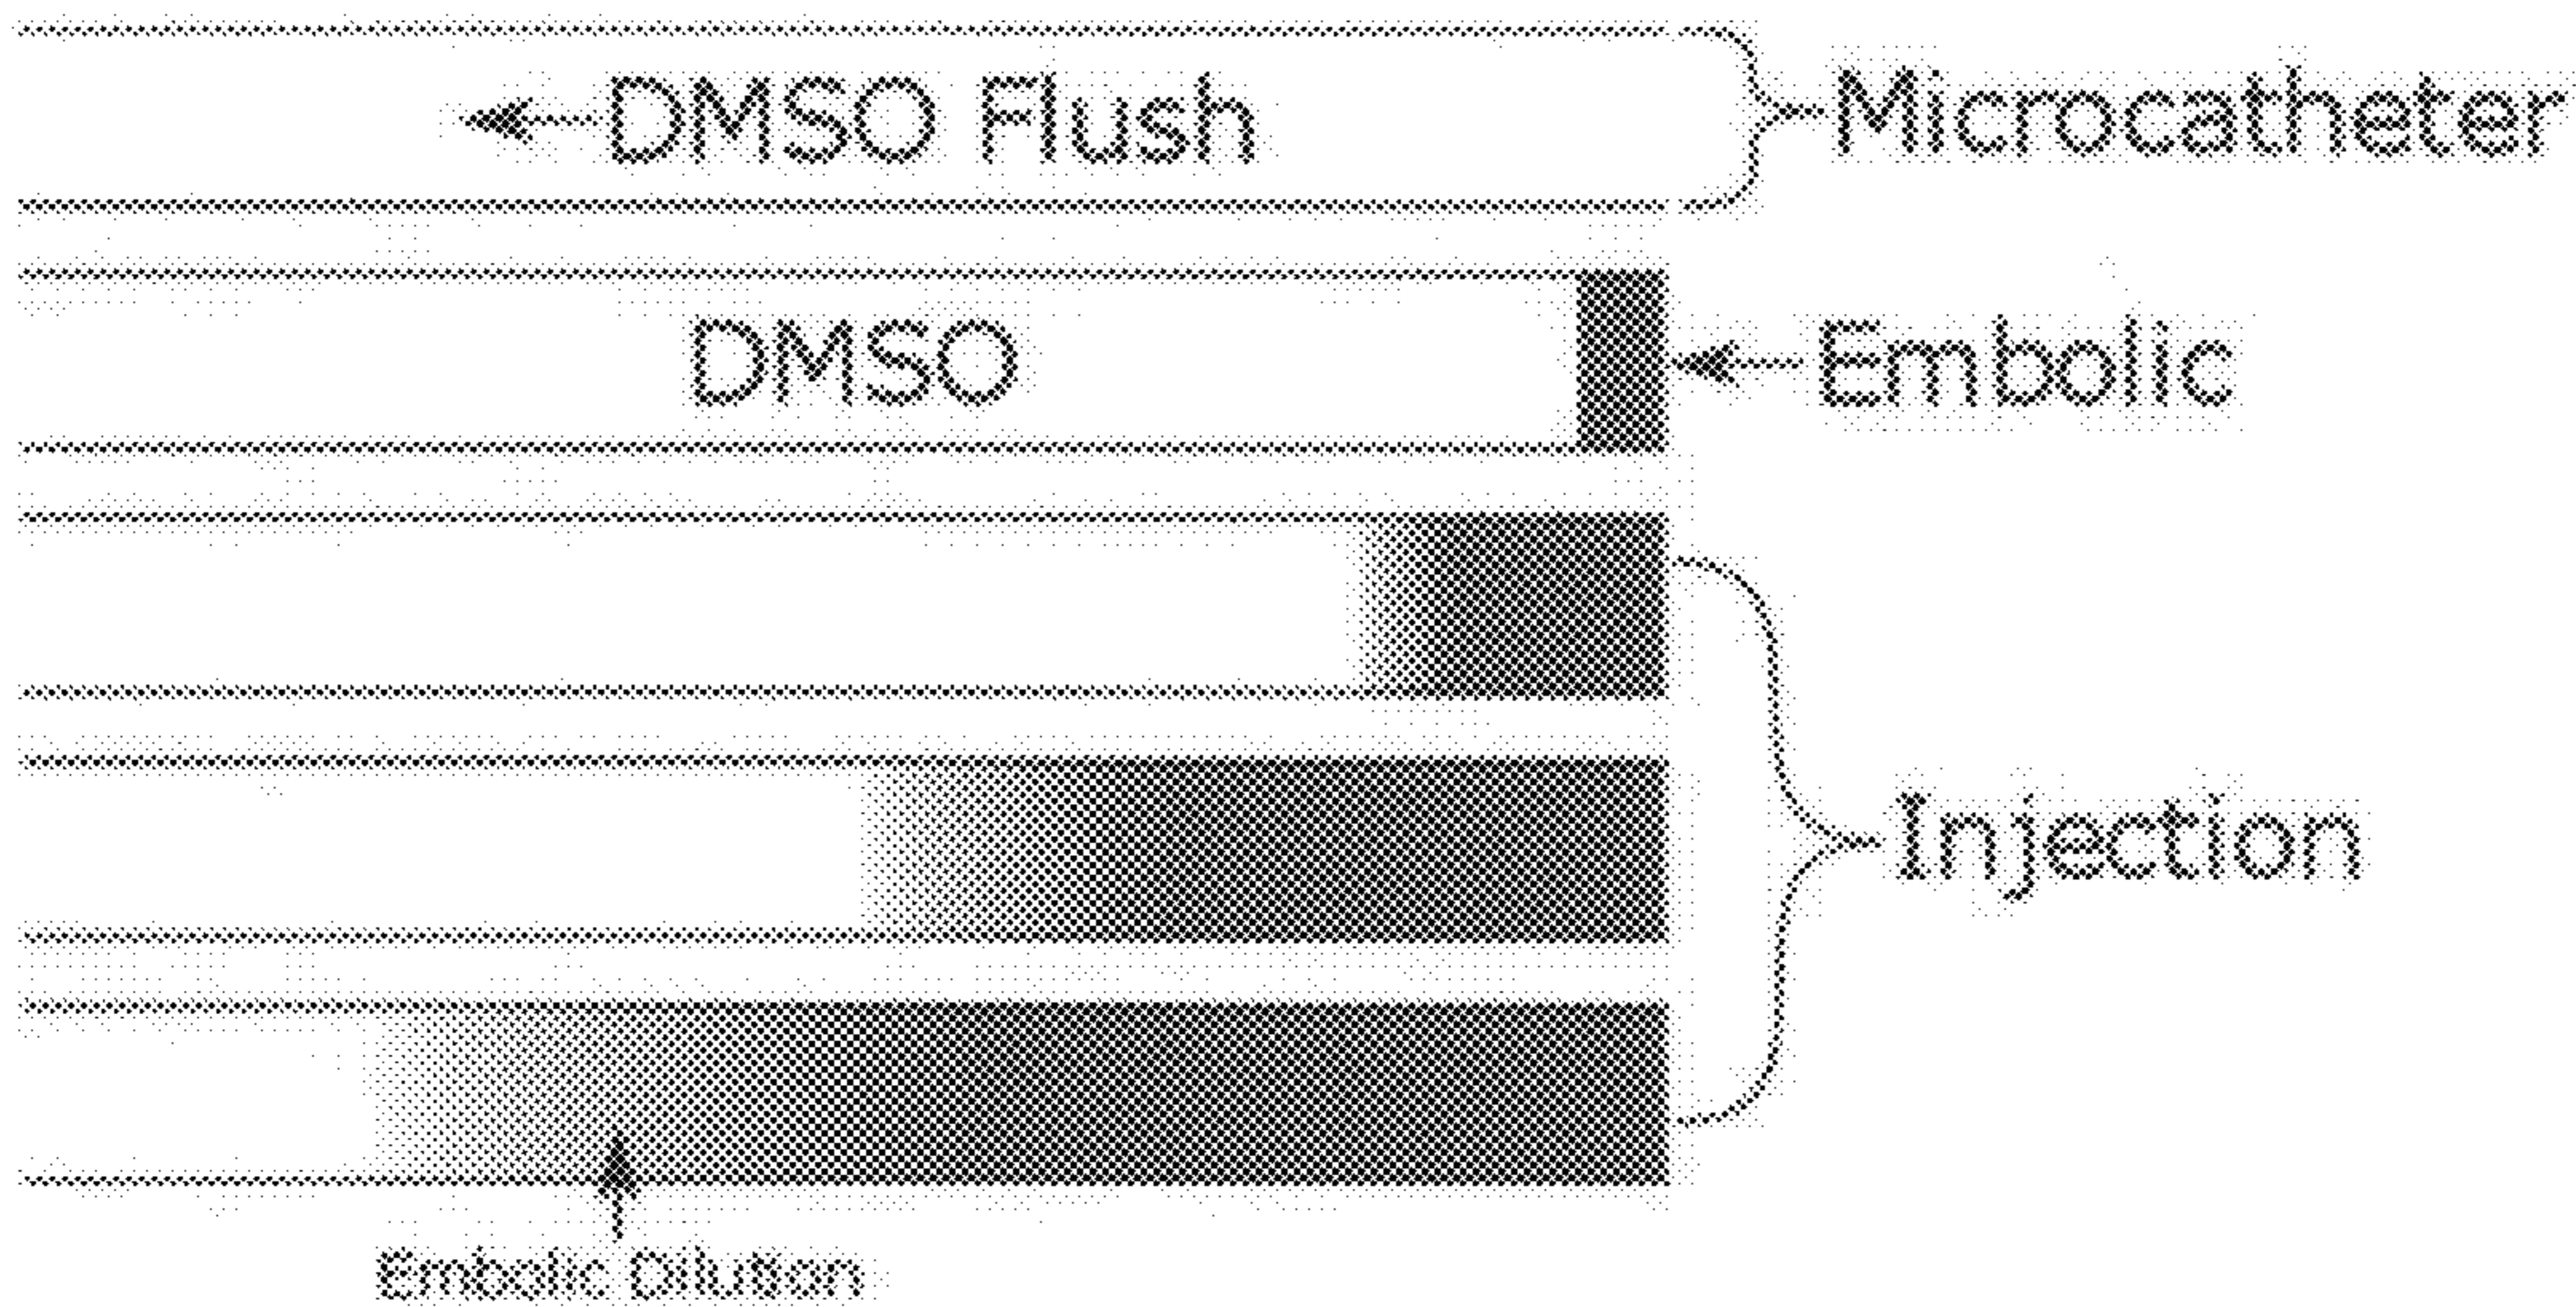 DMSO Flush
Microcatheter
DMSO
Embolic
Injection
Embolic Dilution